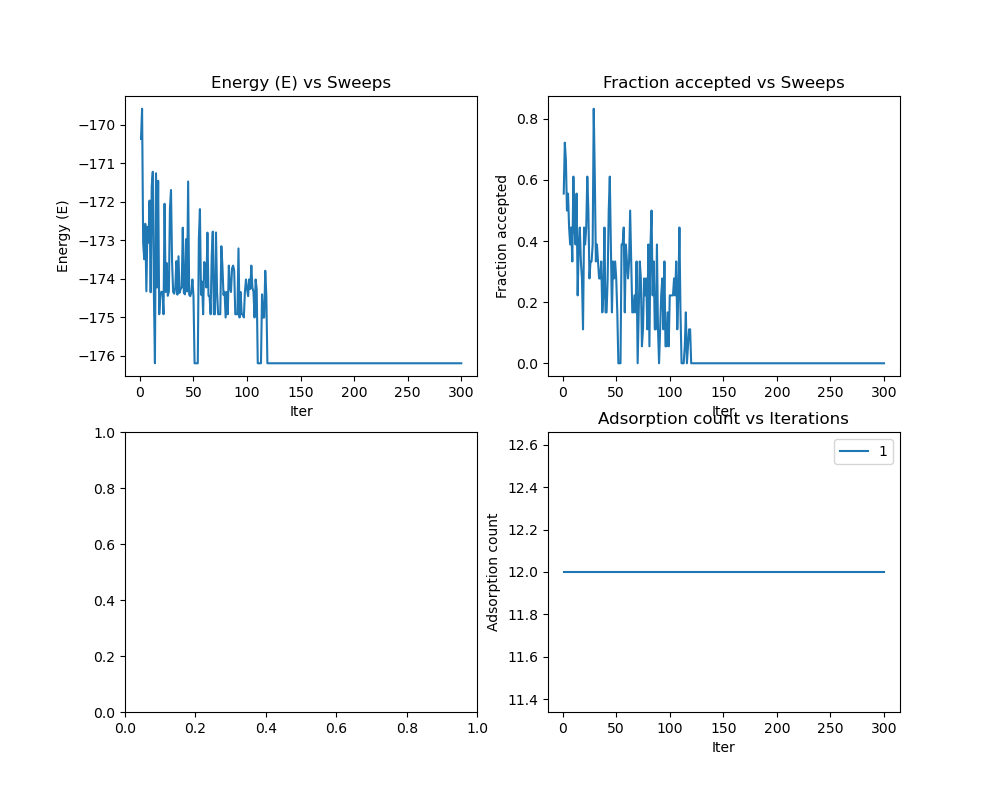 Energy (E) vs Sweeps
Energy (E)
−170
−171
−172
−173
−174
−175
−176
0 50 100 150 200 250 300
Iter
Fraction accepted vs Sweeps
Fraction accepted
0.8
0.6
0.4
0.2
0.0
0 50 100 150 200 250 300
Iter
1.0
0.8
0.6
0.4
0.2
0.0
0.0 0.2 0.4 0.6 0.8 1.0
Adsorption count vs Iterations
Adsorption count
12.6
12.4
12.2
12.0
11.8
11.6
11.4
1
0 50 100 150 200 250 300
Iter